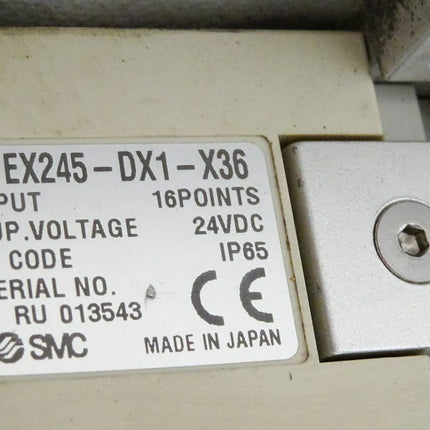 EX245-DX1-X36
PUT 16POINTS
UP.VOLTAGE 24VDC
CODE IP65
ERIAL NO.
RU 013543 CE
SMC MADE IN JAPAN